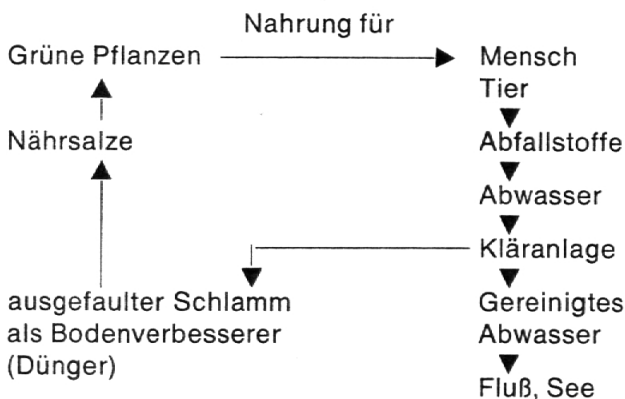 Nahrung für
Grüne Pflanzen
Mensch
Tier
Nährsalze
Abfallstoffe
Abwasser
Kläranlage
ausgefaulter Schlamm
als Bodenverbesserer
(Dünger)
Gereinigtes
Abwasser
Fluß, See